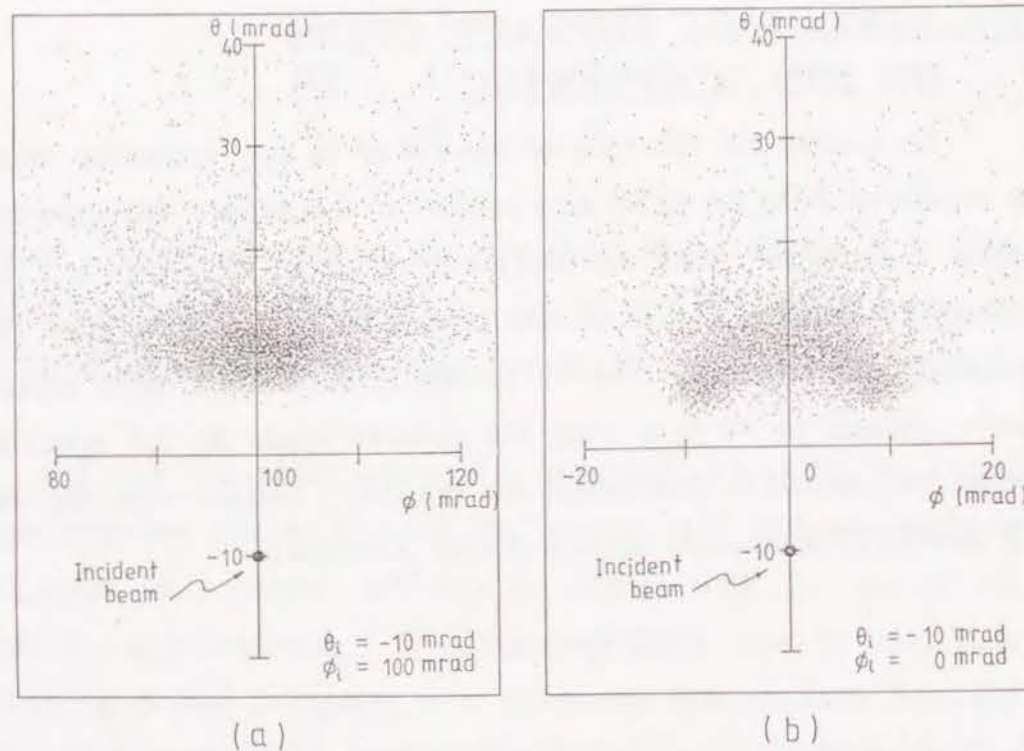 θ (mrad)
40
30
80
100
120
ϕ (mrad)
-10
Incident
beam
θi = -10 mrad
ϕi = 100 mrad
(a)
θ (mrad)
40
30
-20
0
20
ϕ (mrad)
-10
Incident
beam
θi = -10 mrad
ϕi = 0 mrad
(b)